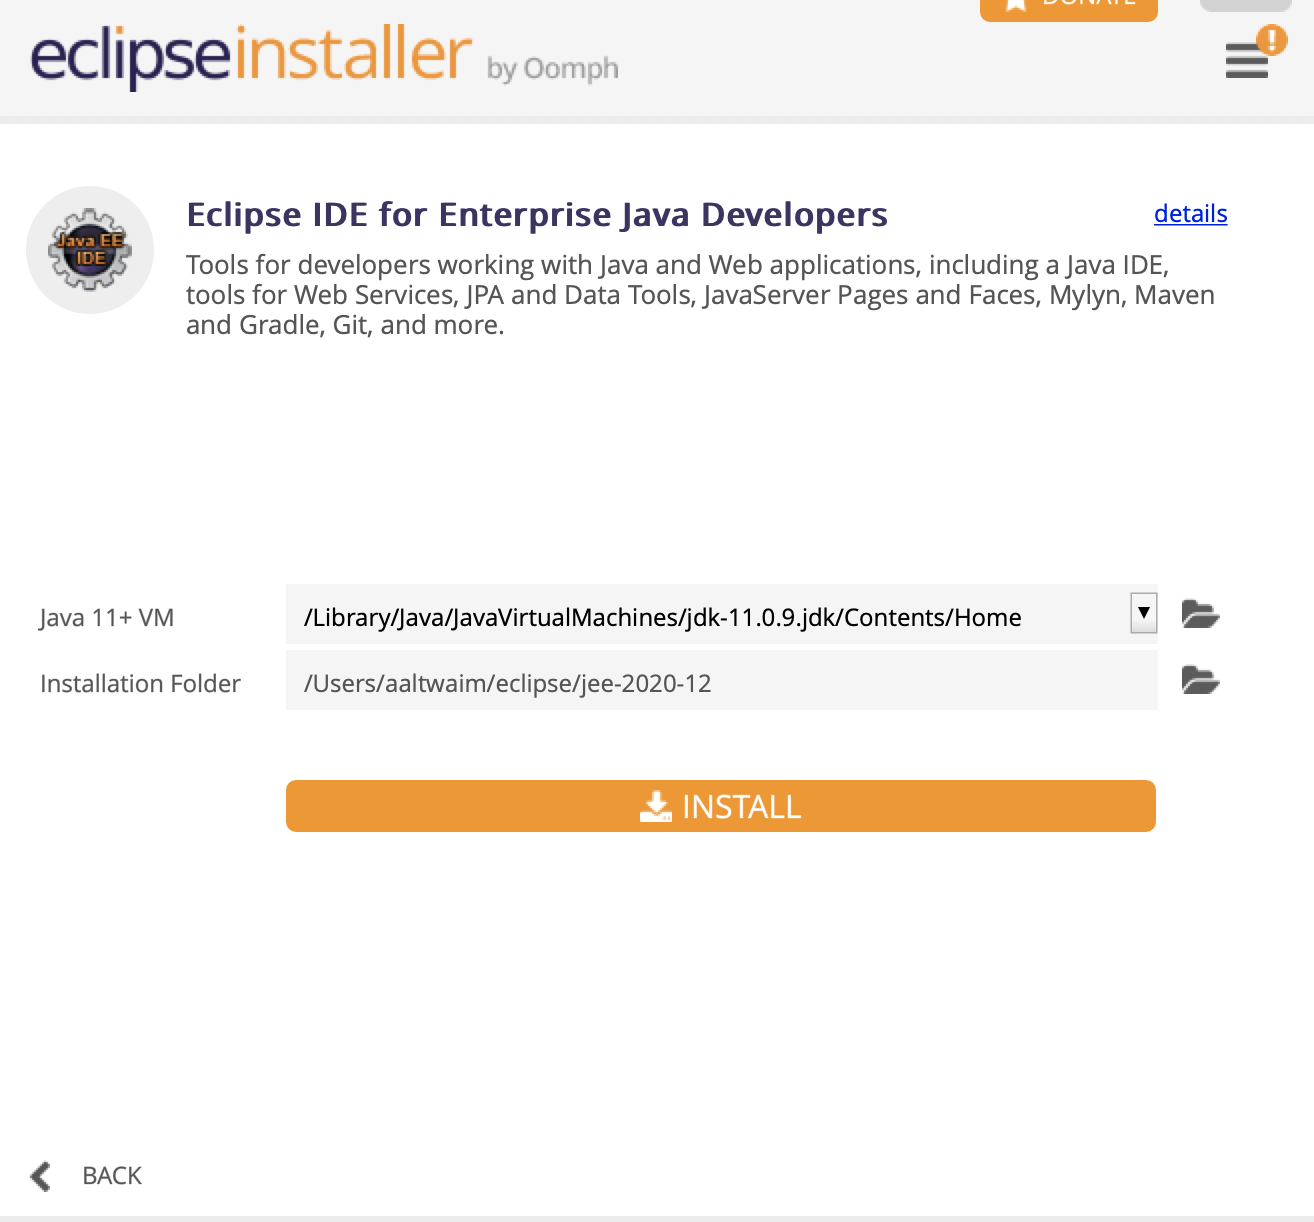 DONATE
eclipseinstaller by Oomph
!
Java EE
IDE
Eclipse IDE for Enterprise Java Developers
details
Tools for developers working with Java and Web applications, including a Java IDE,
tools for Web Services, JPA and Data Tools, JavaServer Pages and Faces, Mylyn, Maven
and Gradle, Git, and more.
Java 11+ VM
/Library/Java/JavaVirtualMachines/jdk-11.0.9.jdk/Contents/Home
Installation Folder
/Users/aaltwaim/eclipse/jee-2020-12
INSTALL
BACK